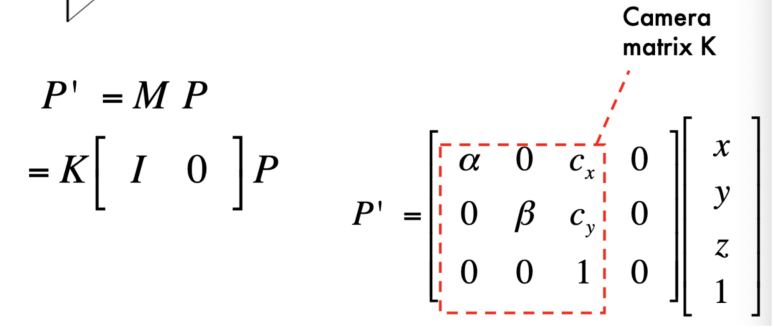 Camera
matrix K
P' = M P
= K [ I 0 ] P
P' = [ α 0 c_x 0 ] [ x ]
[ 0 β c_y 0 ] [ y ]
[ 0 0 1 0 ] [ z ]
[ 1 ]